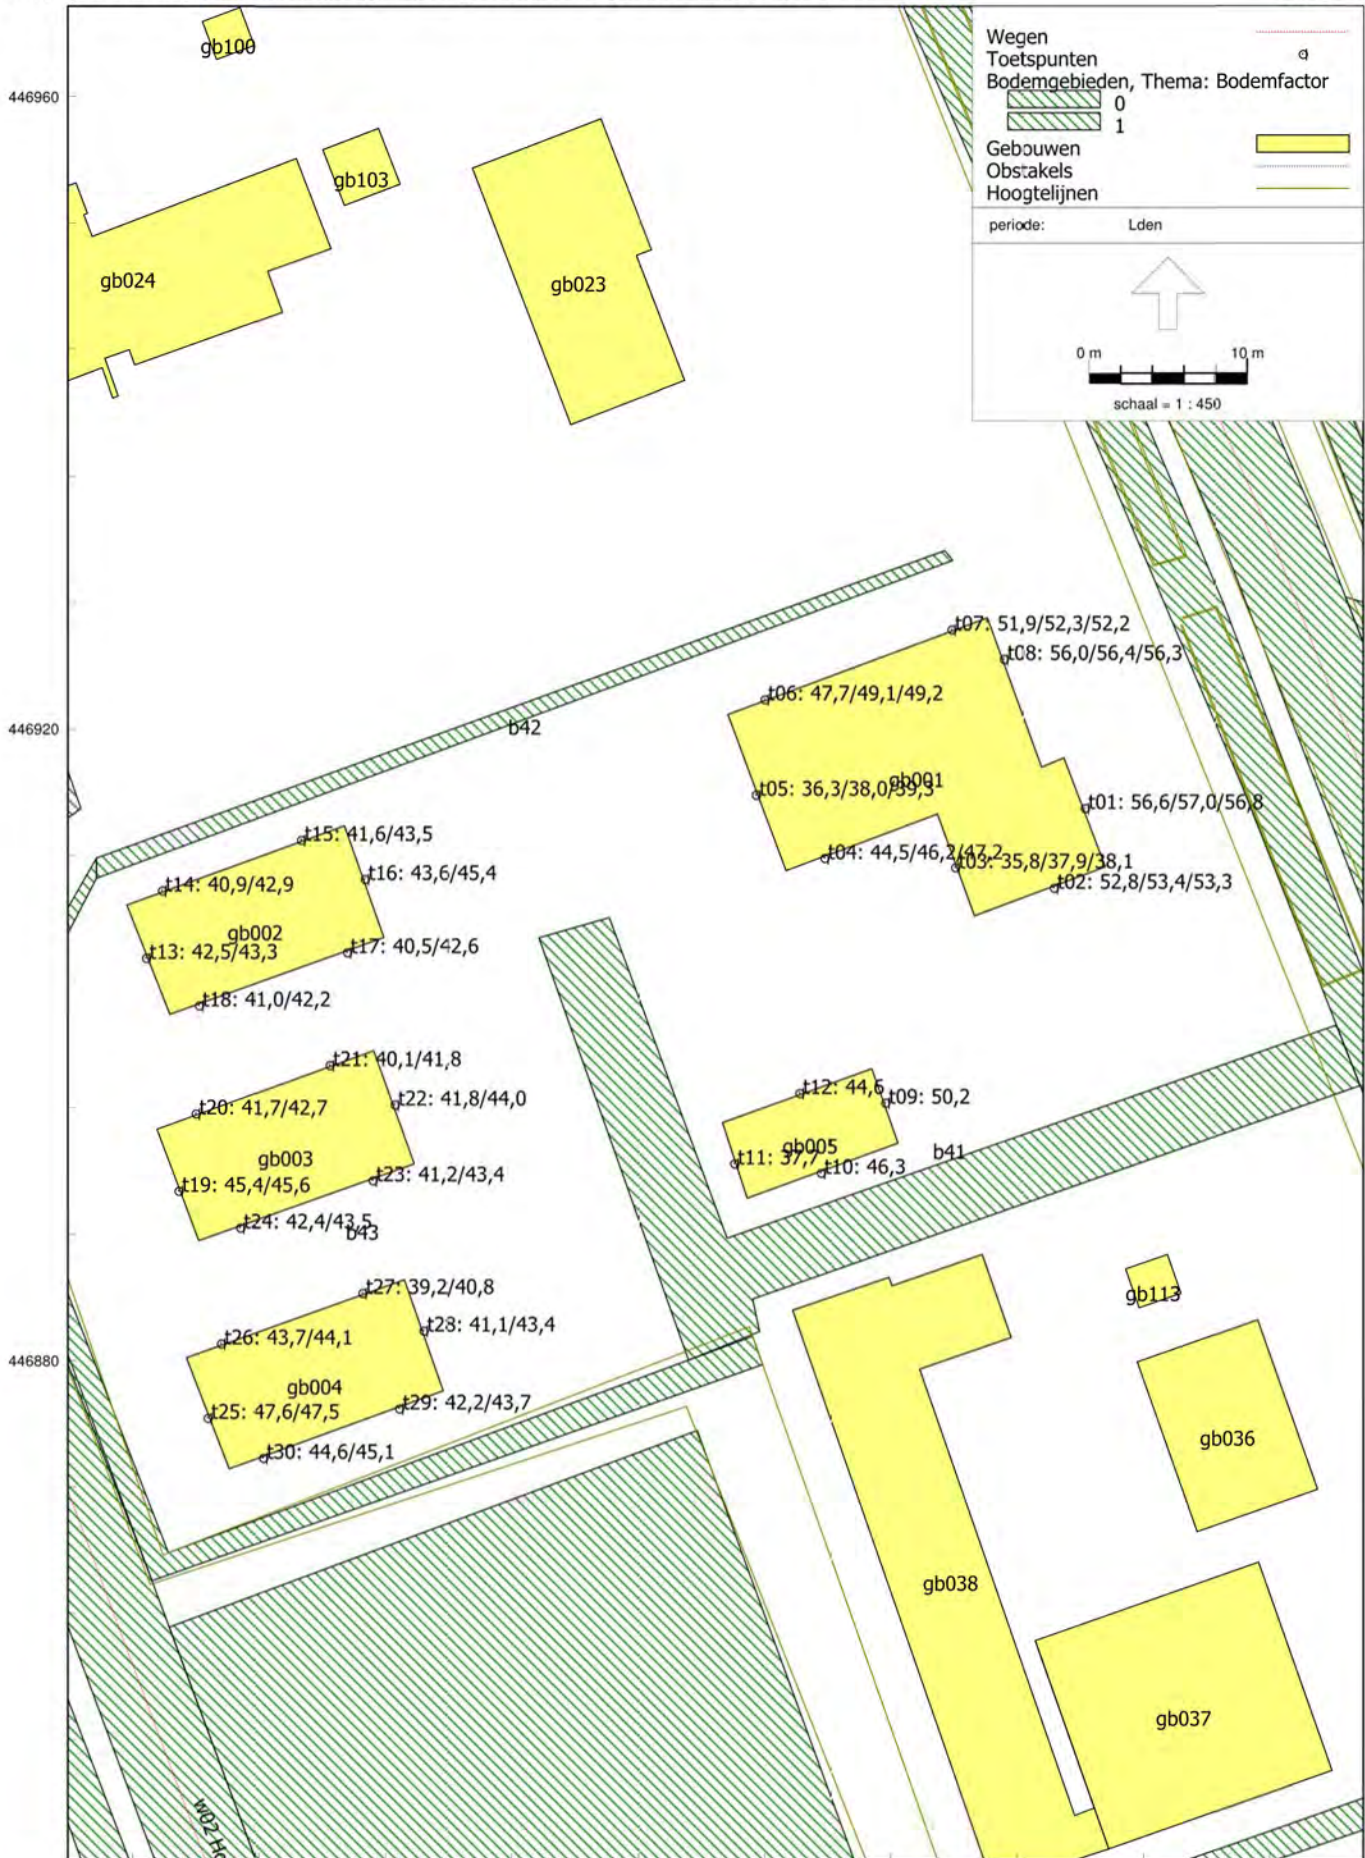 gb100
446960
gb103
gb024
gb023
Wegen
Toetspunten
Bodemgebieden, Thema: Bodemfactor
0
1
Gebouwen
Obstakels
Hoogtelijnen
periode: Lden
0 m 10 m
schaal = 1 : 450
t07: 51,9/52,3/52,2
t08: 56,0/56,4/56,3
t06: 47,7/49,1/49,2
446920
b42
gb001
t05: 36,3/38,0/39,3
t01: 56,6/57,0/56,8
t15: 41,6/43,5
t04: 44,5/46,2/47,2
t03: 35,8/37,9/38,1
t16: 43,6/45,4
t02: 52,8/53,4/53,3
t14: 40,9/42,9
gb002
t17: 40,5/42,6
t13: 42,5/43,3
t18: 41,0/42,2
t21: 40,1/41,8
t12: 44,6
t22: 41,8/44,0
t09: 50,2
t20: 41,7/42,7
gb005
b41
gb003
t11: 37,7
t10: 46,3
t23: 41,2/43,4
t19: 45,4/45,6
t24: 42,4/43,5
b43
t27: 39,2/40,8
gb113
t28: 41,1/43,4
t26: 43,7/44,1
446880
gb004
t29: 42,2/43,7
t25: 47,6/47,5
gb036
t30: 44,6/45,1
gb038
gb037
w02